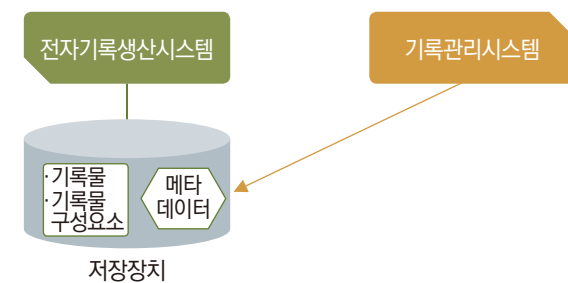 전자기록생산시스템
기록관리시스템
·기록물
·기록물
구성요소
메타
데이터
저장장치